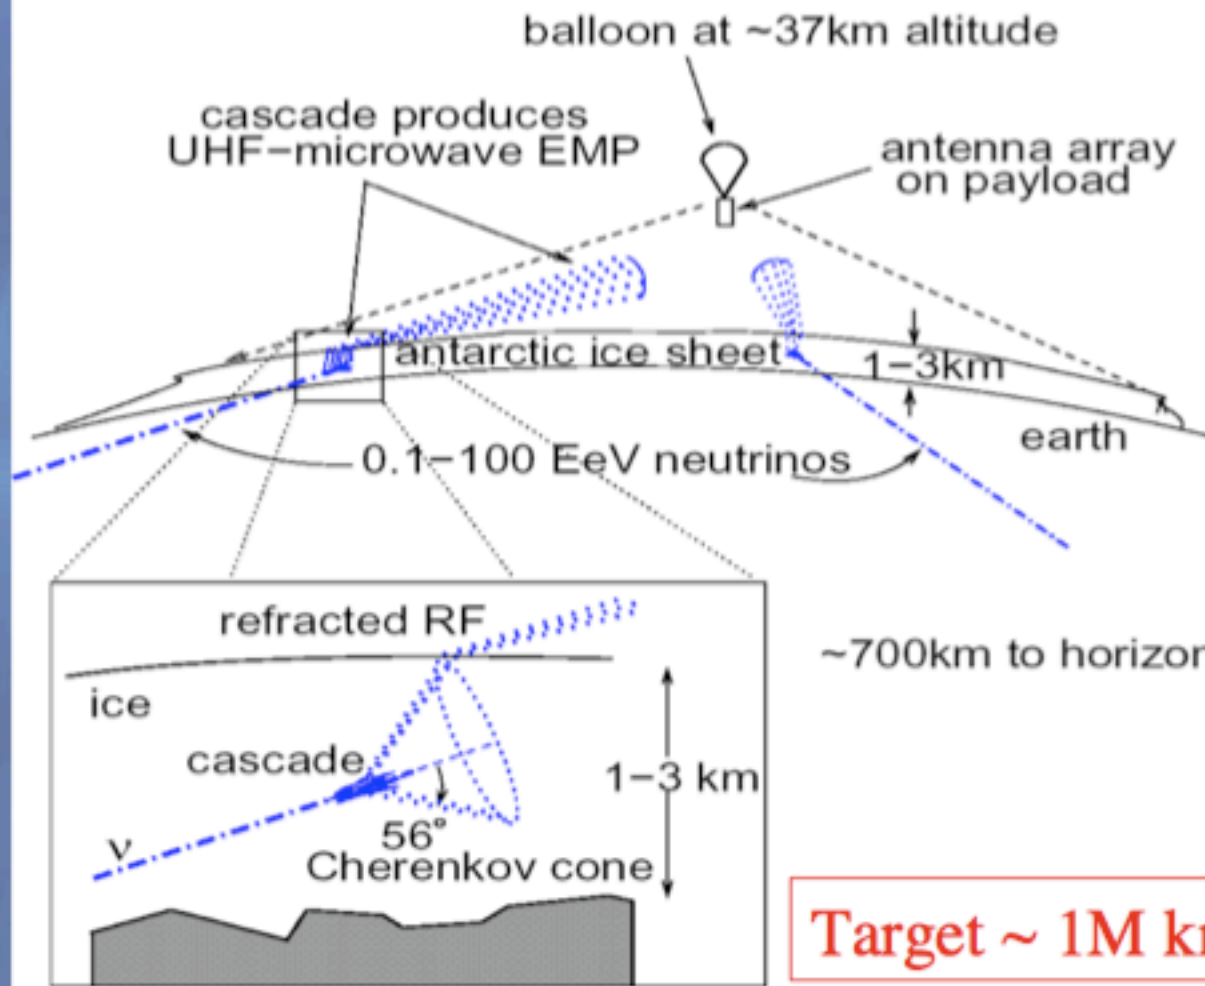 balloon at ~37km altitude
cascade produces
UHF-microwave EMP
antenna array
on payload
antarctic ice sheet
1-3km
earth
0.1-100 EeV neutrinos
refracted RF
~700km to
ice
cascade
1-3 km
56°
ν
Cherenkov cone
Target ~ 1M